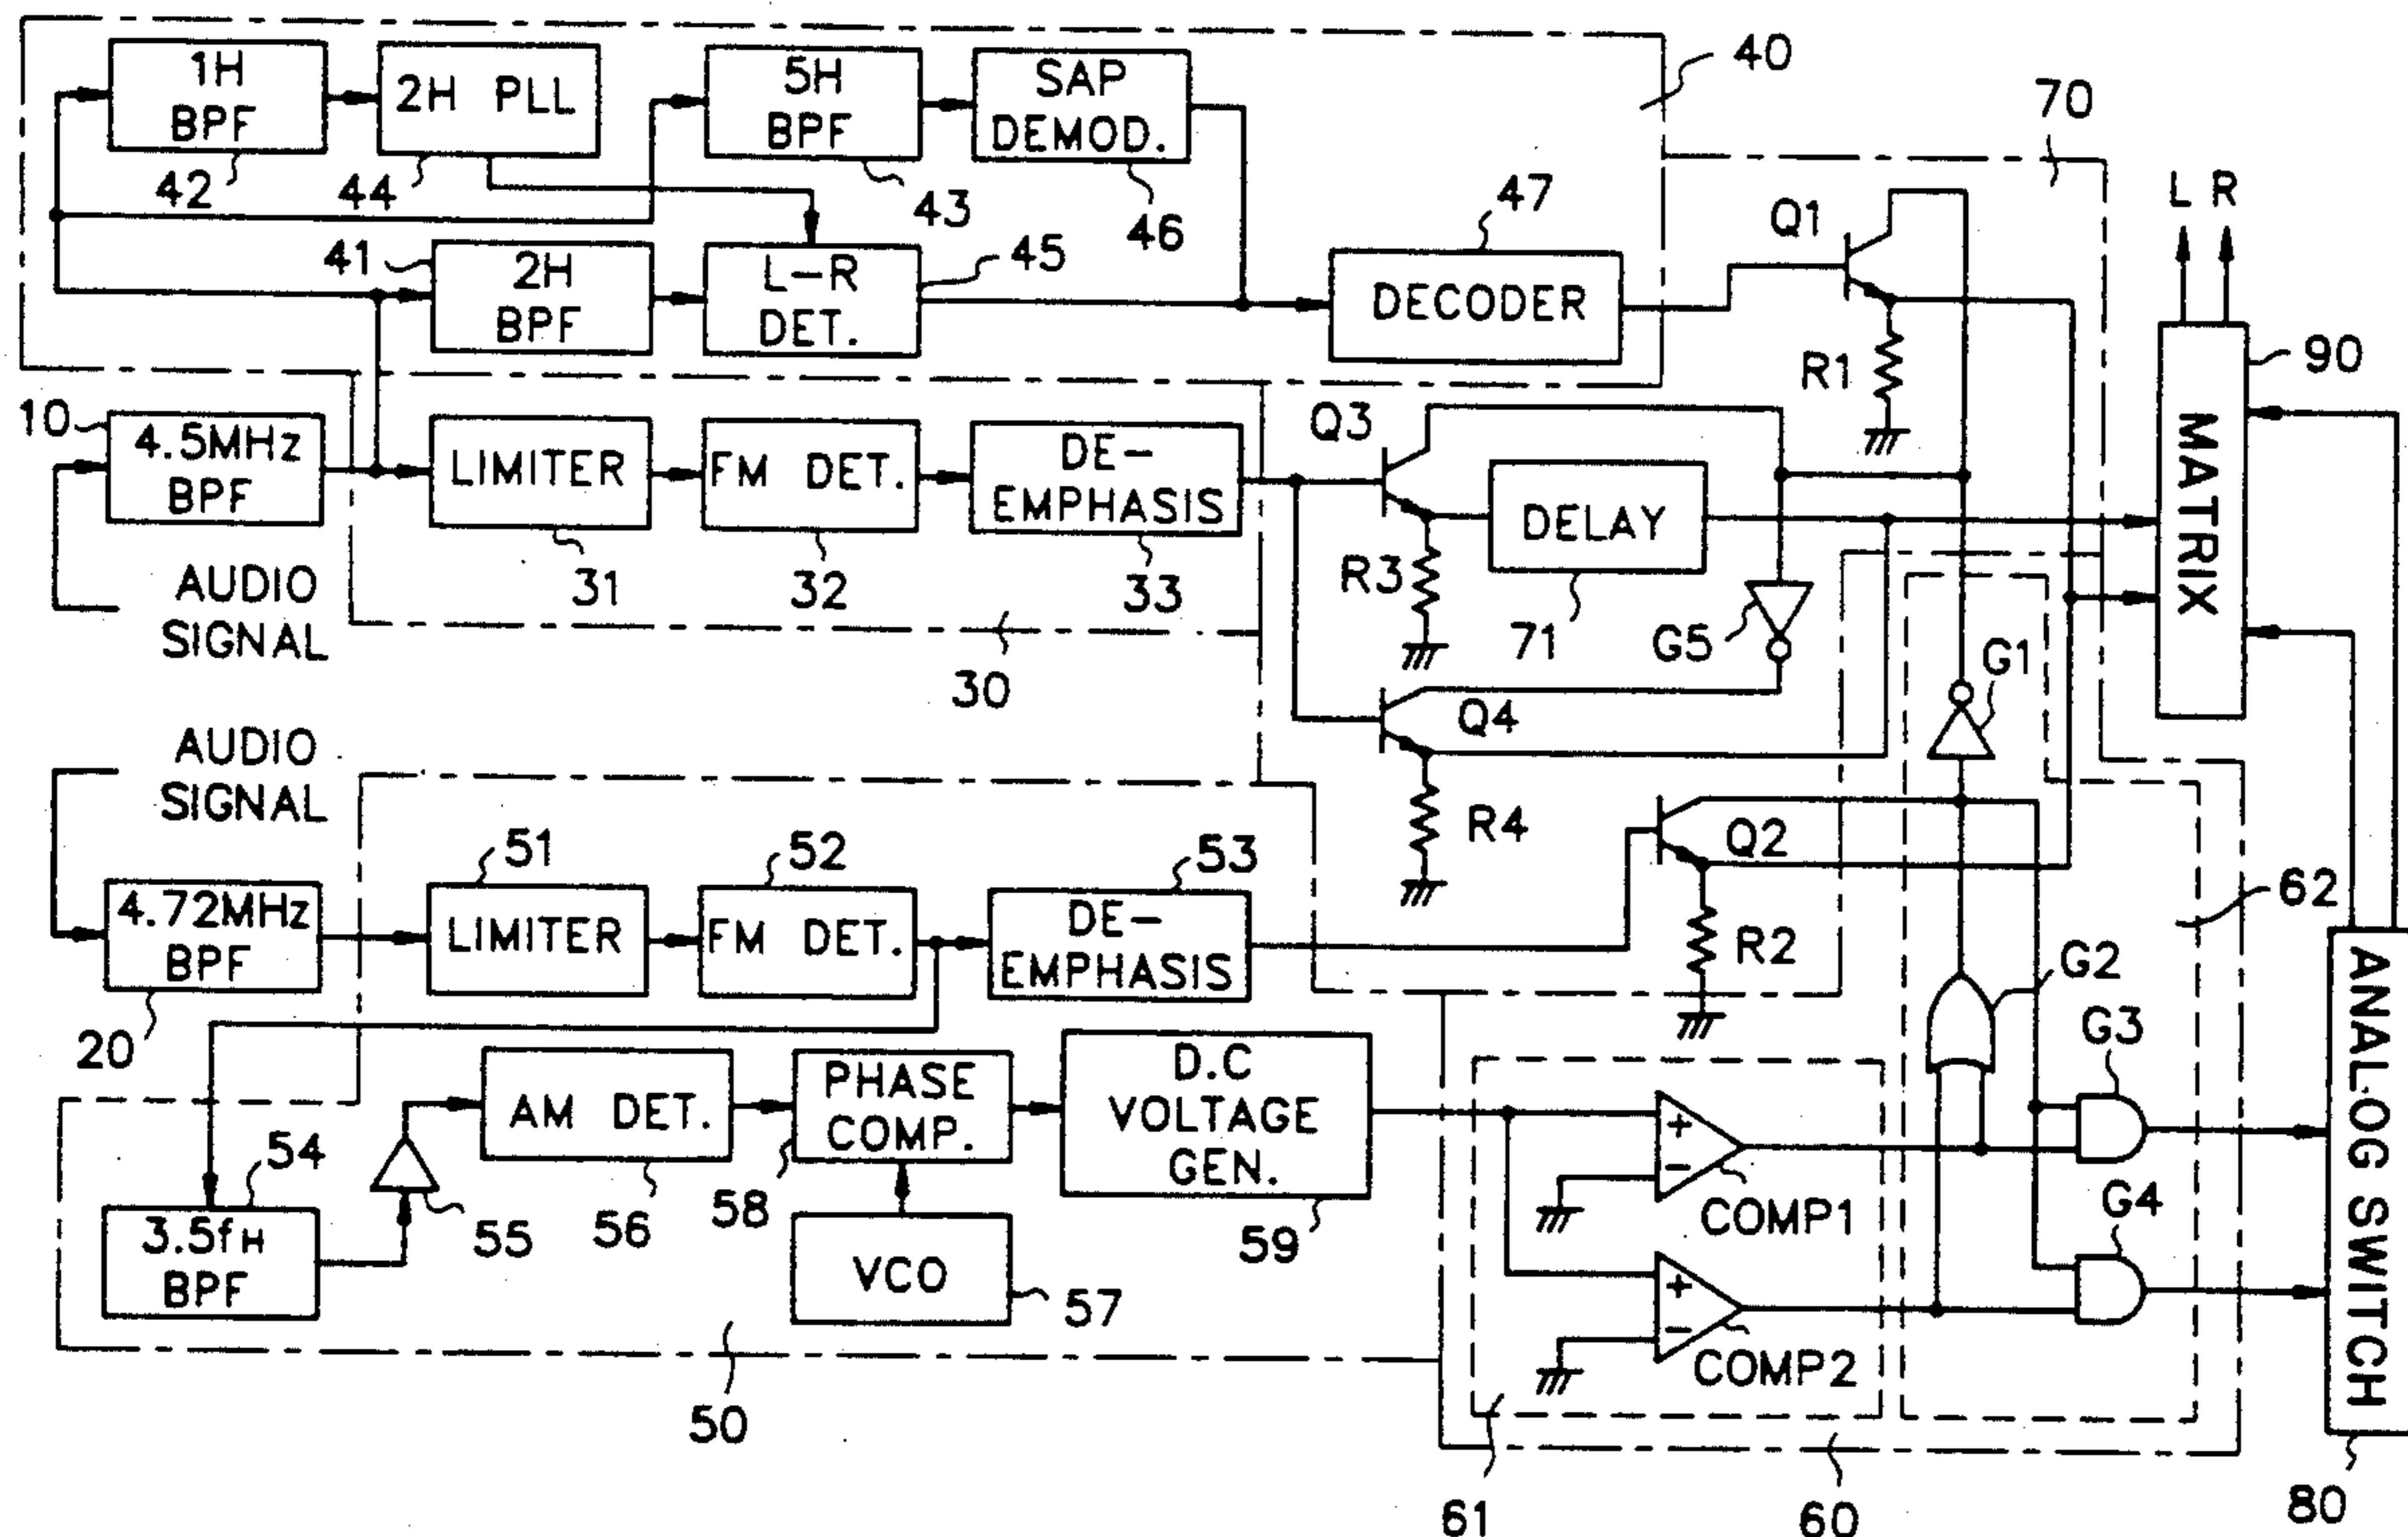 1H
BPF
42
2H PLL
44
5H
BPF
43
SAP
DEMOD.
46
40
70
41
2H
BPF
L-R
DET.
45
47
DECODER
Q1
R1
L R
90
MATRIX
10
4.5MHz
BPF
AUDIO
SIGNAL
LIMITER
31
FM DET.
32
DE-
EMPHASIS
33
30
Q3
R3
DELAY
71
G5
G1
Q4
R4
AUDIO
SIGNAL
4.72MHz
BPF
20
51
LIMITER
52
FM DET.
53
DE-
EMPHASIS
Q2
R2
62
G2
G3
G4
54
3.5fH
BPF
55
AM DET.
56
PHASE
COMP.
58
VCO
57
D.C
VOLTAGE
GEN.
59
50
+
-
COMP1
+
-
COMP2
61
60
ANALOG SWITCH
80